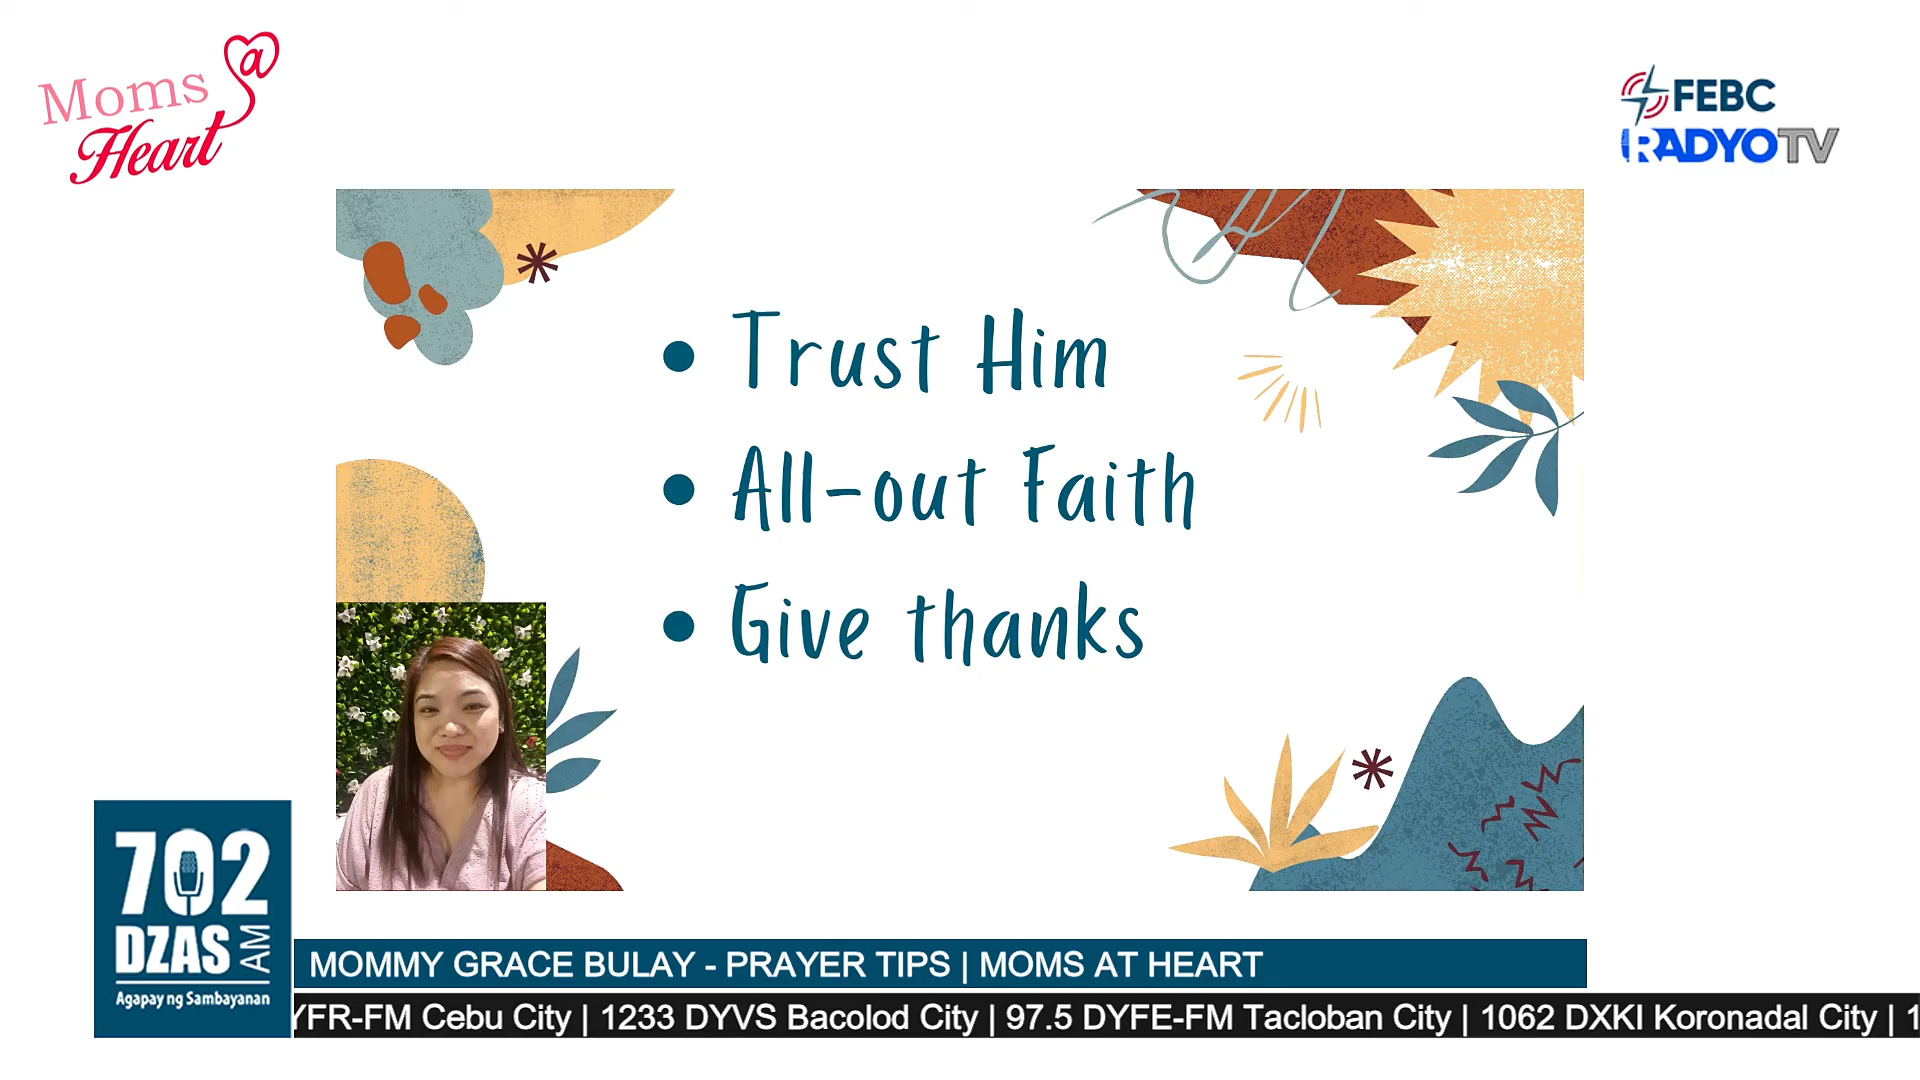 Moms @
Heart
FEBC
RADYO TV
• Trust Him
• All-out Faith
• Give thanks
702
DZAS AM
Agapay ng Sambayanan
MOMMY GRACE BULAY - PRAYER TIPS | MOMS AT HEART
YFR-FM Cebu City | 1233 DYVS Bacolod City | 97.5 DYFE-FM Tacloban City | 1062 DXKI Koronadal City | 1